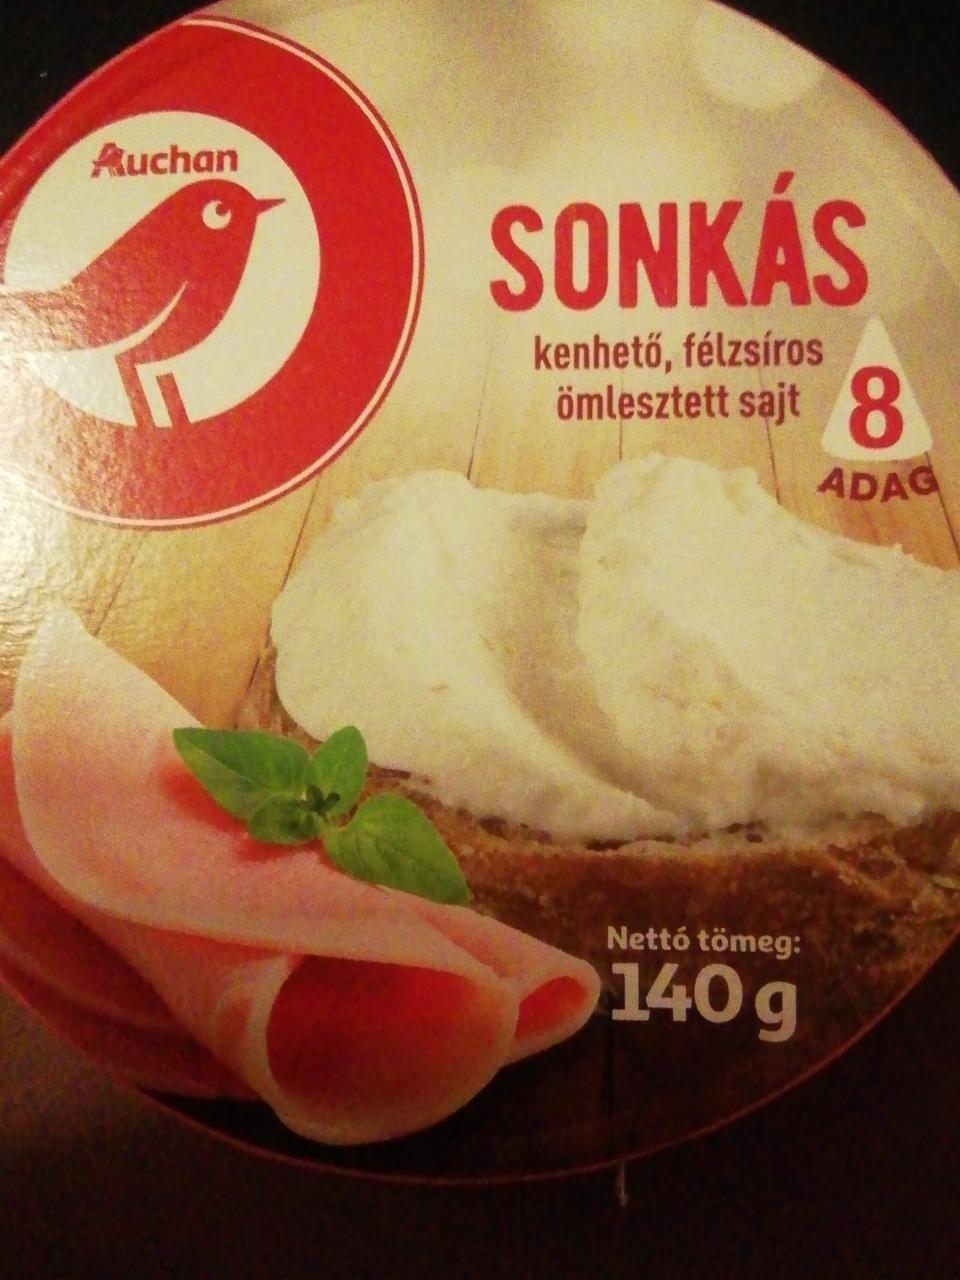 Auchan
SONKÁS
kenhető, félzsíros
ömlesztett sajt
8
ADAG
Nettó tömeg:
140 g